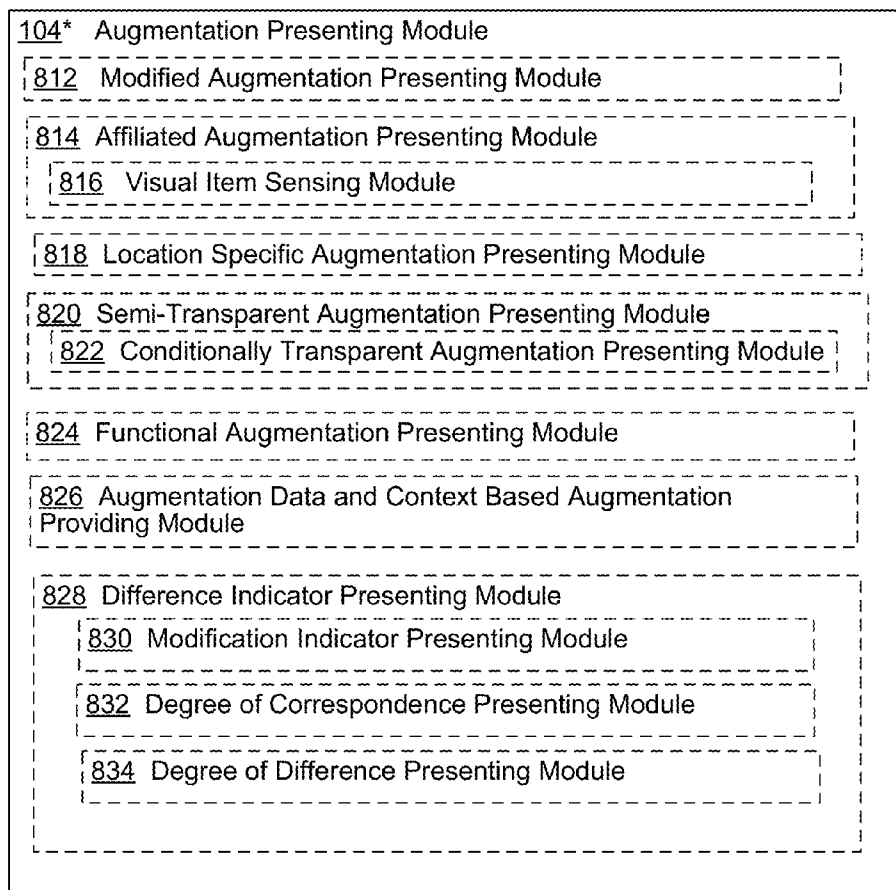 104* Augmentation Presenting Module
812 Modified Augmentation Presenting Module
814 Affiliated Augmentation Presenting Module
816 Visual Item Sensing Module
818 Location Specific Augmentation Presenting Module
820 Semi-Transparent Augmentation Presenting Module
822 Conditionally Transparent Augmentation Presenting Module
824 Functional Augmentation Presenting Module
826 Augmentation Data and Context Based Augmentation
Providing Module
828 Difference Indicator Presenting Module
830 Modification Indicator Presenting Module
832 Degree of Correspondence Presenting Module
834 Degree of Difference Presenting Module